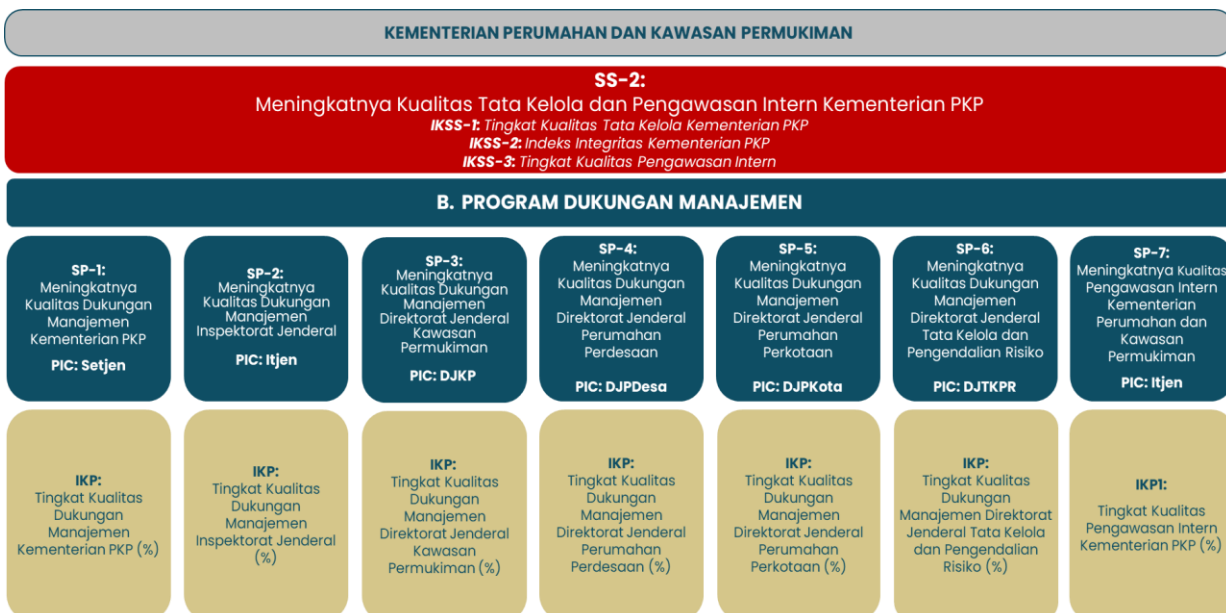 KEMENTERIAN PERUMAHAN DAN KAWASAN PERMUKIMAN
SS-2:
Meningkatnya Kualitas Tata Kelola dan Pengawasan Intern Kementerian PKP
IKSS-1: Tingkat Kualitas Tata Kelola Kementerian PKP
IKSS-2: Indeks Integritas Kementerian PKP
IKSS-3: Tingkat Kualitas Pengawasan Intern
B. PROGRAM DUKUNGAN MANAJEMEN
SP-1:
Meningkatnya
Kualitas Dukungan
Manajemen
Kementerian PKP
PIC: Setjen
SP-2:
Meningkatnya
Kualitas Dukungan
Manajemen
Inspektorat Jenderal
PIC: Itjen
SP-3:
Meningkatnya
Kualitas Dukungan
Manajemen
Direktorat Jenderal
Kawasan
Permukiman
PIC: DJKP
SP-4:
Meningkatnya
Kualitas Dukungan
Manajemen
Direktorat Jenderal
Perumahan
Perdesaan
PIC: DJPDesa
SP-5:
Meningkatnya
Kualitas Dukungan
Manajemen
Direktorat Jenderal
Perumahan
Perkotaan
PIC: DJPKota
SP-6:
Meningkatnya
Kualitas Dukungan
Manajemen
Direktorat Jenderal
Tata Kelola dan
Pengendalian Risiko
PIC: DJTKPR
SP-7:
Meningkatnya Kualitas
Pengawasan Intern
Kementerian
Perumahan dan
Kawasan
Permukiman
PIC: Itjen
IKP:
Tingkat Kualitas
Dukungan
Manajemen
Kementerian PKP (%)
IKP:
Tingkat Kualitas
Dukungan
Manajemen
Inspektorat Jenderal
(%)
IKP:
Tingkat Kualitas
Dukungan
Manajemen
Direktorat Jenderal
Kawasan
Permukiman (%)
IKP:
Tingkat Kualitas
Dukungan
Manajemen
Direktorat Jenderal
Perumahan
Perdesaan (%)
IKP:
Tingkat Kualitas
Dukungan
Manajemen
Direktorat Jenderal
Perumahan
Perkotaan (%)
IKP:
Tingkat Kualitas
Dukungan
Manajemen Direktorat
Jenderal Tata Kelola
dan Pengendalian
Risiko (%)
IKP1:
Tingkat Kualitas
Pengawasan Intern
Kementerian PKP (%)